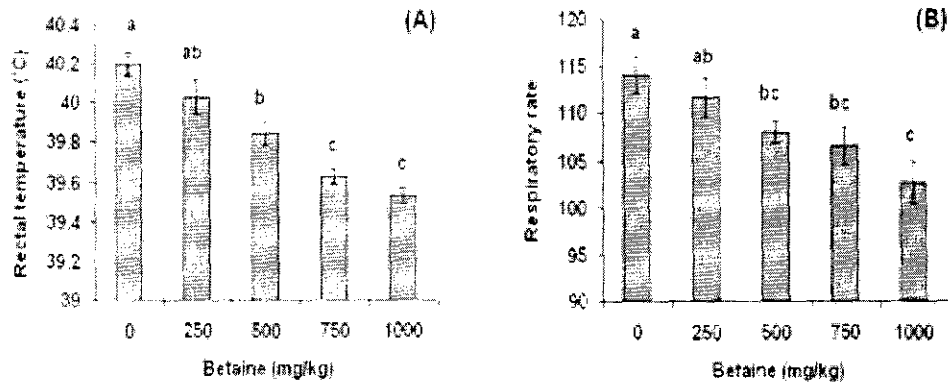 (A)
Rectal temperature (°C)
40.4
40.2
40
39.8
39.6
39.4
39.2
39
a
ab
b
c
c
0 250 500 750 1000
Betaine (mg/kg)
(B)
Respiratory rate
120
115
110
105
100
95
90
a
ab
bc
bc
c
0 250 500 750 1000
Betaine (mg/kg)